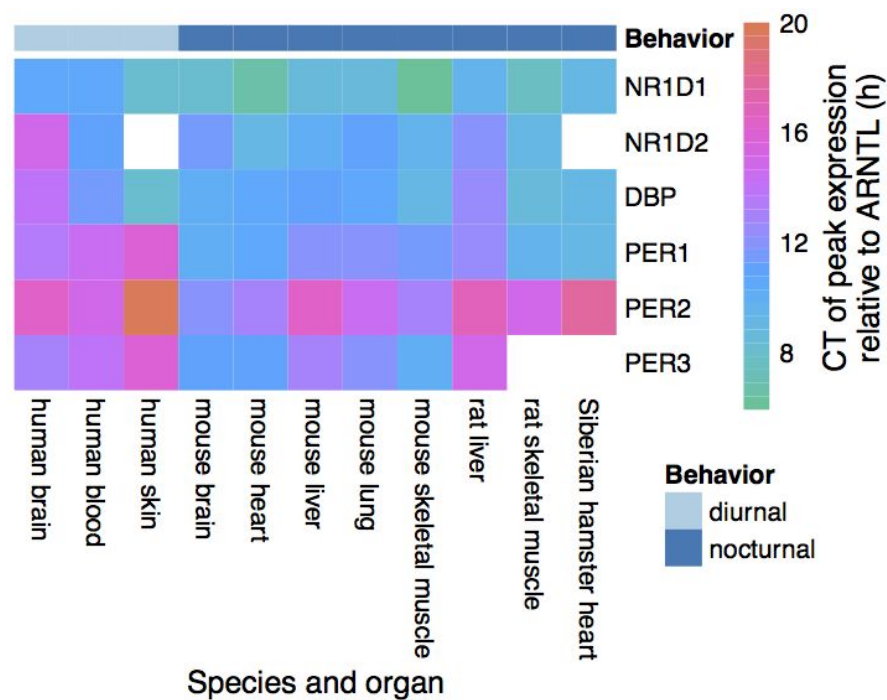 Behavior
NR1D1
NR1D2
DBP
PER1
PER2
PER3
20
16
12
8
CT of peak expression
relative to ARNTL (h)
human brain
human blood
human skin
mouse brain
mouse heart
mouse liver
mouse lung
mouse skeletal muscle
rat liver
rat skeletal muscle
Siberian hamster heart
Species and organ
Behavior
diurnal
nocturnal